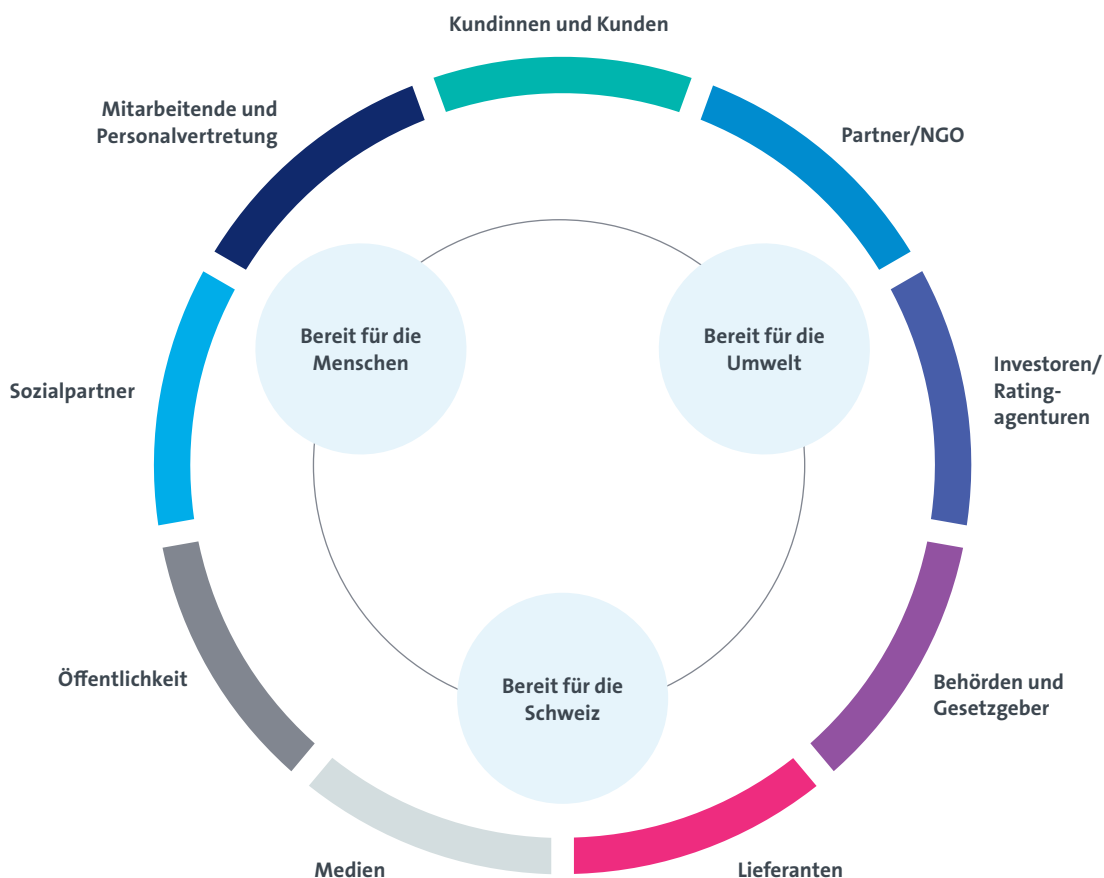 Kundinnen und Kunden
Mitarbeitende und
Personalvertretung
Partner/NGO
Bereit für die
Menschen
Bereit für die
Umwelt
Sozialpartner
Investoren/
Rating-
agenturen
Öffentlichkeit
Bereit für die
Schweiz
Behörden und
Gesetzgeber
Medien
Lieferanten